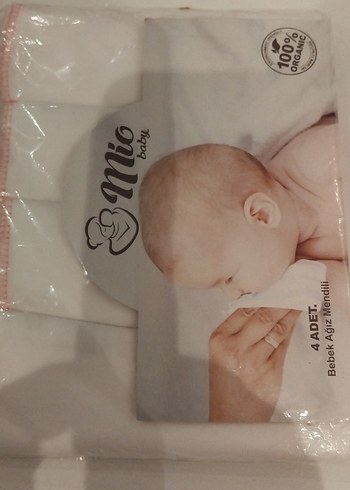 100%
ORGANIC
Mio
baby
4 ADET.
Bebek Ağız Mendili